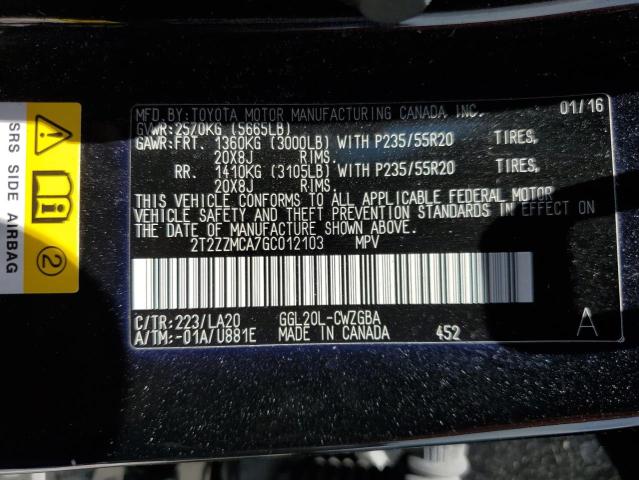 MFD.BY:TOYOTA MOTOR MANUFACTURING CANADA INC. 01/16
GVWR:2570KG (5665LB)
GAWR:FRT. 1360KG (3000LB) WITH P235/55R20 TIRES,
20X8J RIMS.
RR. 1410KG (3105LB) WITH P235/55R20 TIRES,
20X8J RIMS.
THIS VEHICLE CONFORMS TO ALL APPLICABLE FEDERAL MOTOR
VEHICLE SAFETY AND THEFT PREVENTION STANDARDS IN EFFECT ON
THE DATE OF MANUFACTURE SHOWN ABOVE.
2T2ZZMCA7GC012103 MPV
C/TR:223/LA20 GGL20L-CWZGBA
A/TM:-01A/U881E MADE IN CANADA 452 A
SRS SIDE AIRBAG
2